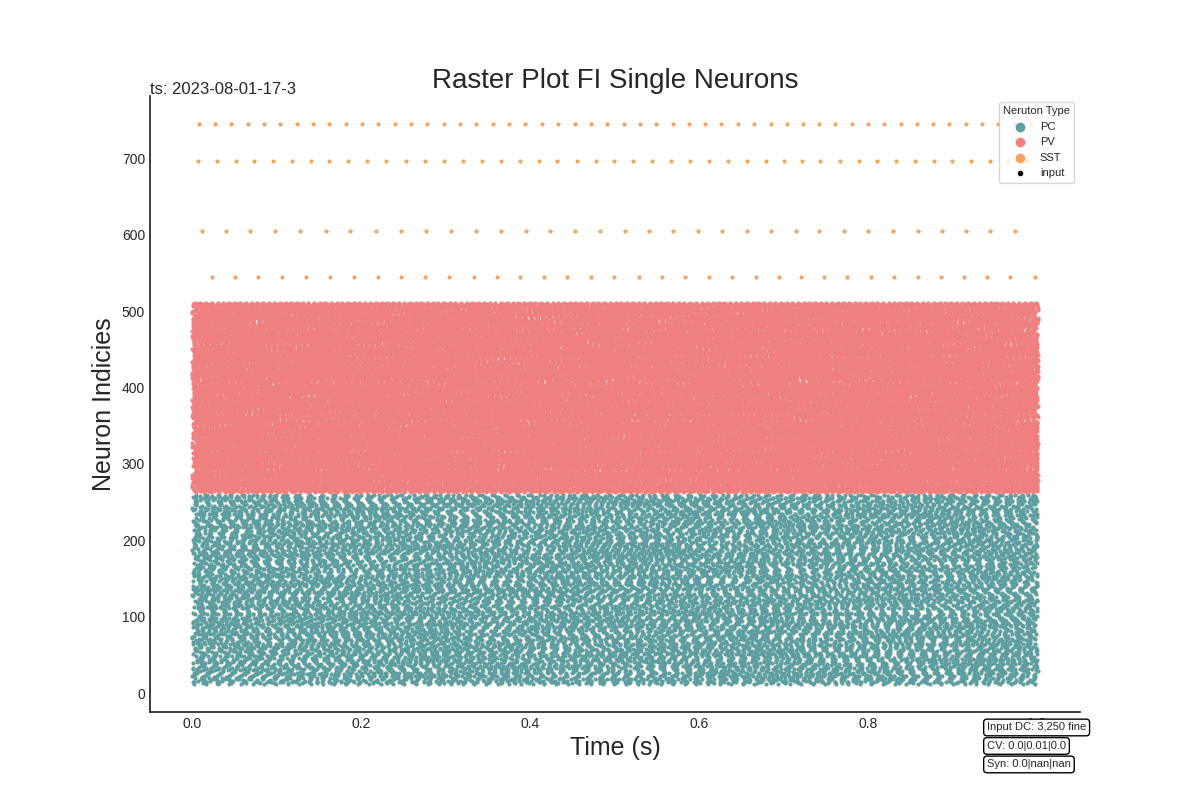 Raster Plot FI Single Neurons
ts: 2023-08-01-17-3
Neruton Type
PC
PV
SST
input
700
600
500
400
300
200
100
0
Neuron Indicies
0.0 0.2 0.4 0.6 0.8
Time (s)
Input DC: 3,250 fine
CV: 0.0|0.01|0.0
Syn: 0.0|nan|nan